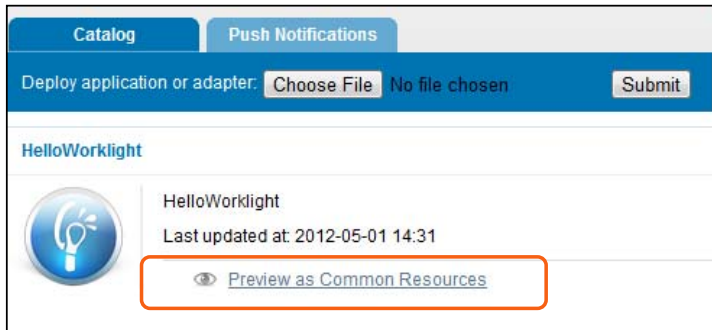 Catalog Push Notifications
Deploy application or adapter: Choose File No file chosen Submit
HelloWorklight
HelloWorklight
Last updated at: 2012-05-01 14:31
Preview as Common Resources